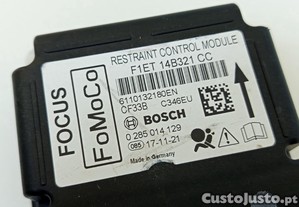 RESTRAINT CONTROL MODULE
F1ET 14B321 CC
6110132180EN
CF33B C346EU
BOSCH
0 285 014 129
085 17-11-21
Made in Germany
FOCUS
FoMoCo
CustoJusto.pt